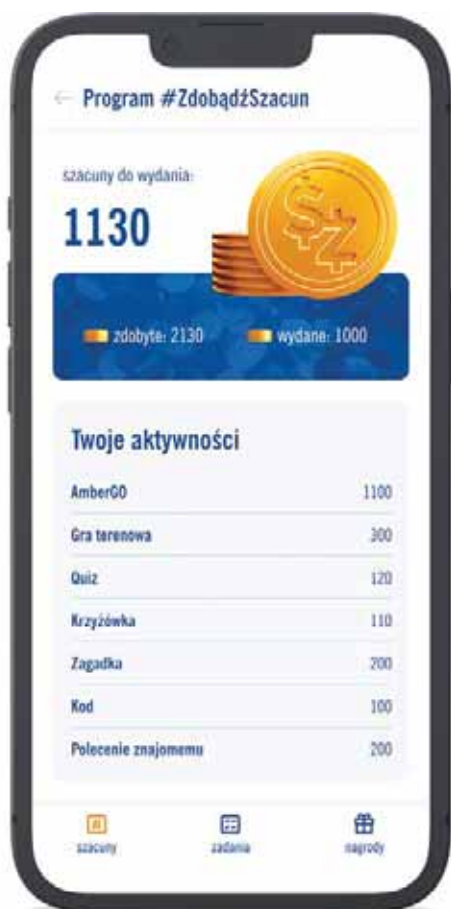 ← Program #ZdobądźSzacun
szacuny do wydania:
1130
zdobyte: 2130 wydane: 1000
Twoje aktywności
AmberGO 1100
Gra terenowa 300
Quiz 120
Krzyżówka 110
Zagadka 200
Kod 100
Polecenie znajomemu 200
szacuny zadania nagrody